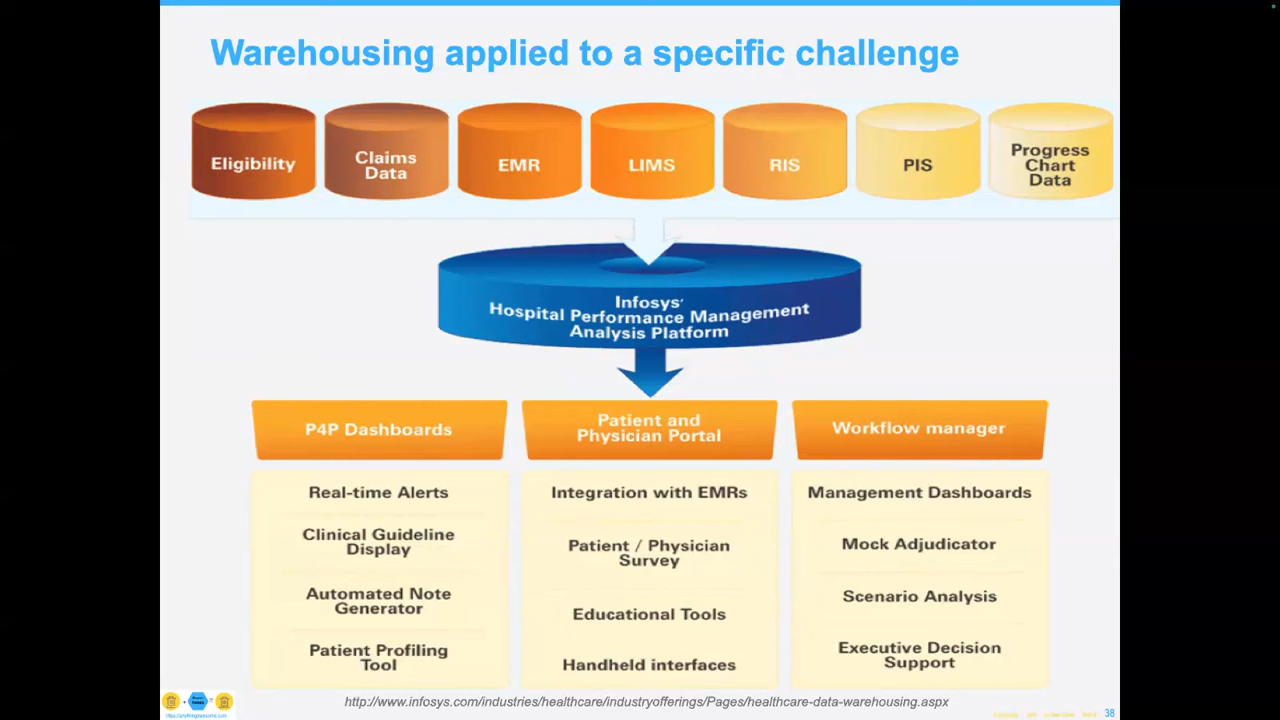 Warehousing applied to a specific challenge
Eligibility
Claims
Data
EMR
LIMS
RIS
PIS
Progress
Chart
Data
Infosys'
Hospital Performance Management
Analysis Platform
P4P Dashboards
Real-time Alerts
Clinical Guideline
Display
Automated Note
Generator
Patient Profiling
Tool
Patient and
Physician Portal
Integration with EMRs
Patient / Physician
Survey
Educational Tools
Handheld interfaces
Workflow manager
Management Dashboards
Mock Adjudicator
Scenario Analysis
Executive Decision
Support
http://www.infosys.com/industries/healthcare/industryofferings/Pages/healthcare-data-warehousing.aspx
38